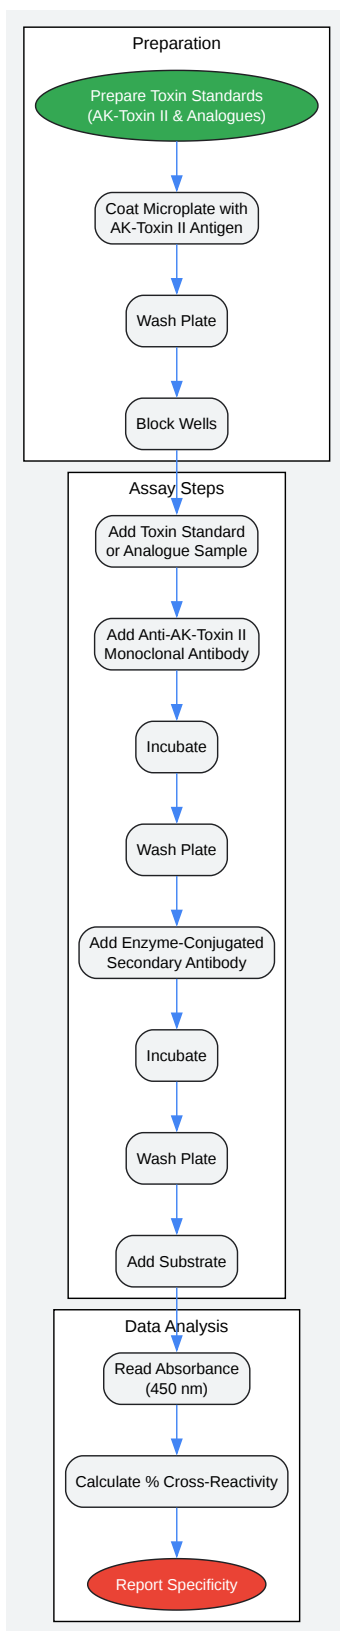 Preparation
Prepare Toxin Standards
(AK-Toxin II & Analogues)
Coat Microplate with
AK-Toxin II Antigen
Wash Plate
Block Wells
Assay Steps
Add Toxin Standard
or Analogue Sample
Add Anti-AK-Toxin II
Monoclonal Antibody
Incubate
Wash Plate
Add Enzyme-Conjugated
Secondary Antibody
Incubate
Wash Plate
Add Substrate
Data Analysis
Read Absorbance
(450 nm)
Calculate % Cross-Reactivity
Report Specificity